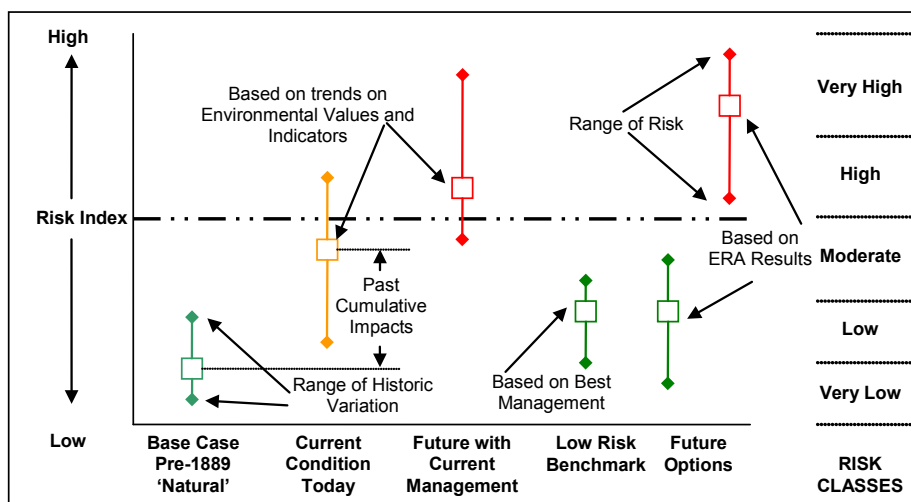 High
Risk Index
Low
Based on trends on
Environmental Values and
Indicators
Range of Risk
Past
Cumulative
Impacts
Range of Historic
Variation
Based on Best
Management
Based on
ERA Results
Base Case
Pre-1889
‘Natural’
Current
Condition
Today
Future with
Current
Management
Low Risk
Benchmark
Future
Options
Very High
High
Moderate
Low
Very Low
RISK
CLASSES